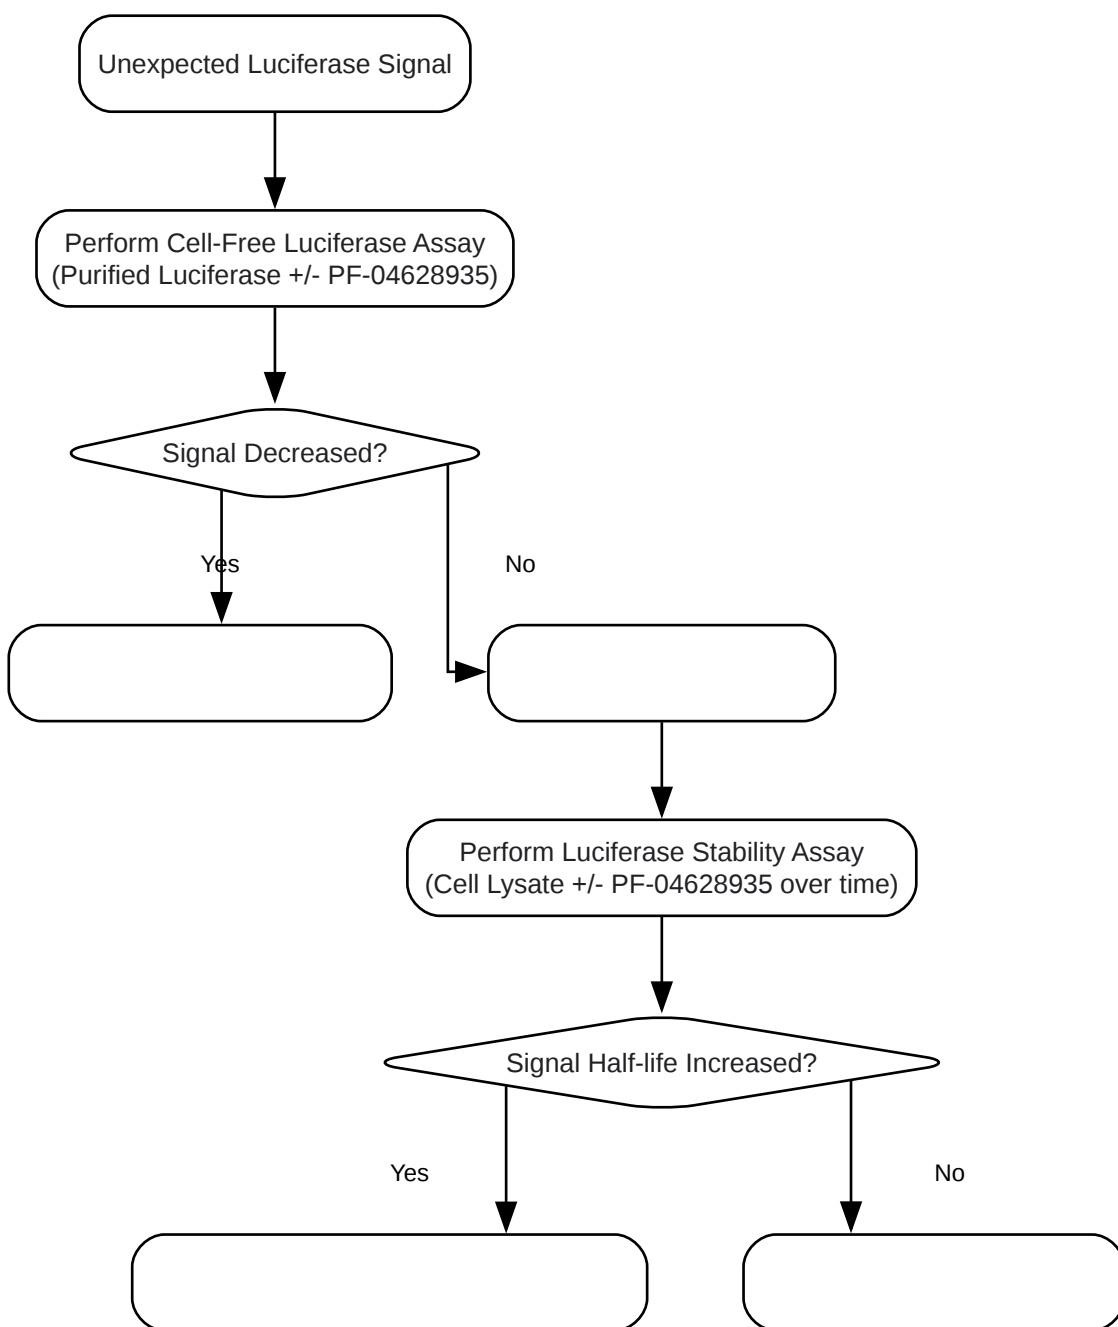 Unexpected Luciferase Signal
Perform Cell-Free Luciferase Assay
(Purified Luciferase +/- PF-04628935)
Signal Decreased?
Yes
No
Perform Luciferase Stability Assay
(Cell Lysate +/- PF-04628935 over time)
Signal Half-life Increased?
Yes
No